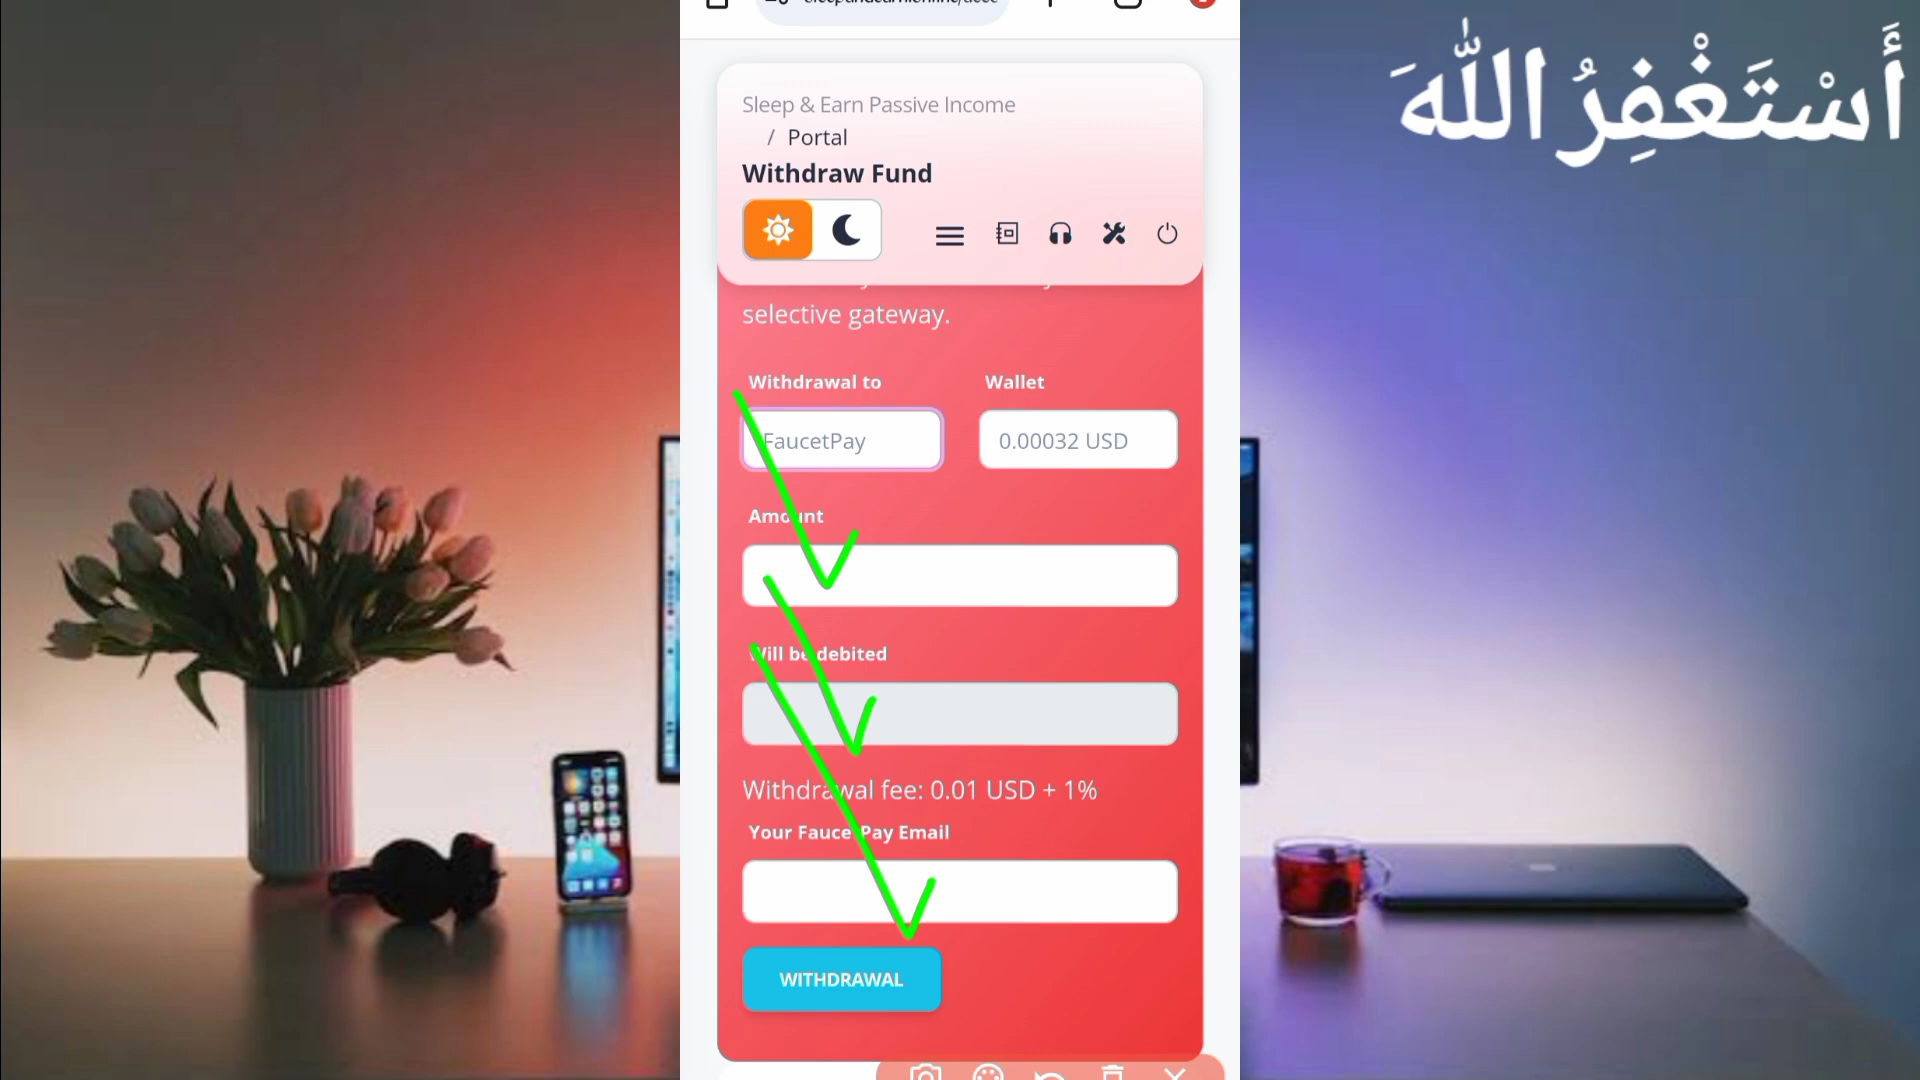 Sleep & Earn Passive Income
/ Portal
Withdraw Fund
selective gateway.
Withdrawal to
Wallet
FaucetPay
0.00032 USD
Amount
Will be debited
Withdrawal fee: 0.01 USD + 1%
Your FaucetPay Email
WITHDRAWAL
أَسْتَغْفِرُ اللّٰهَ